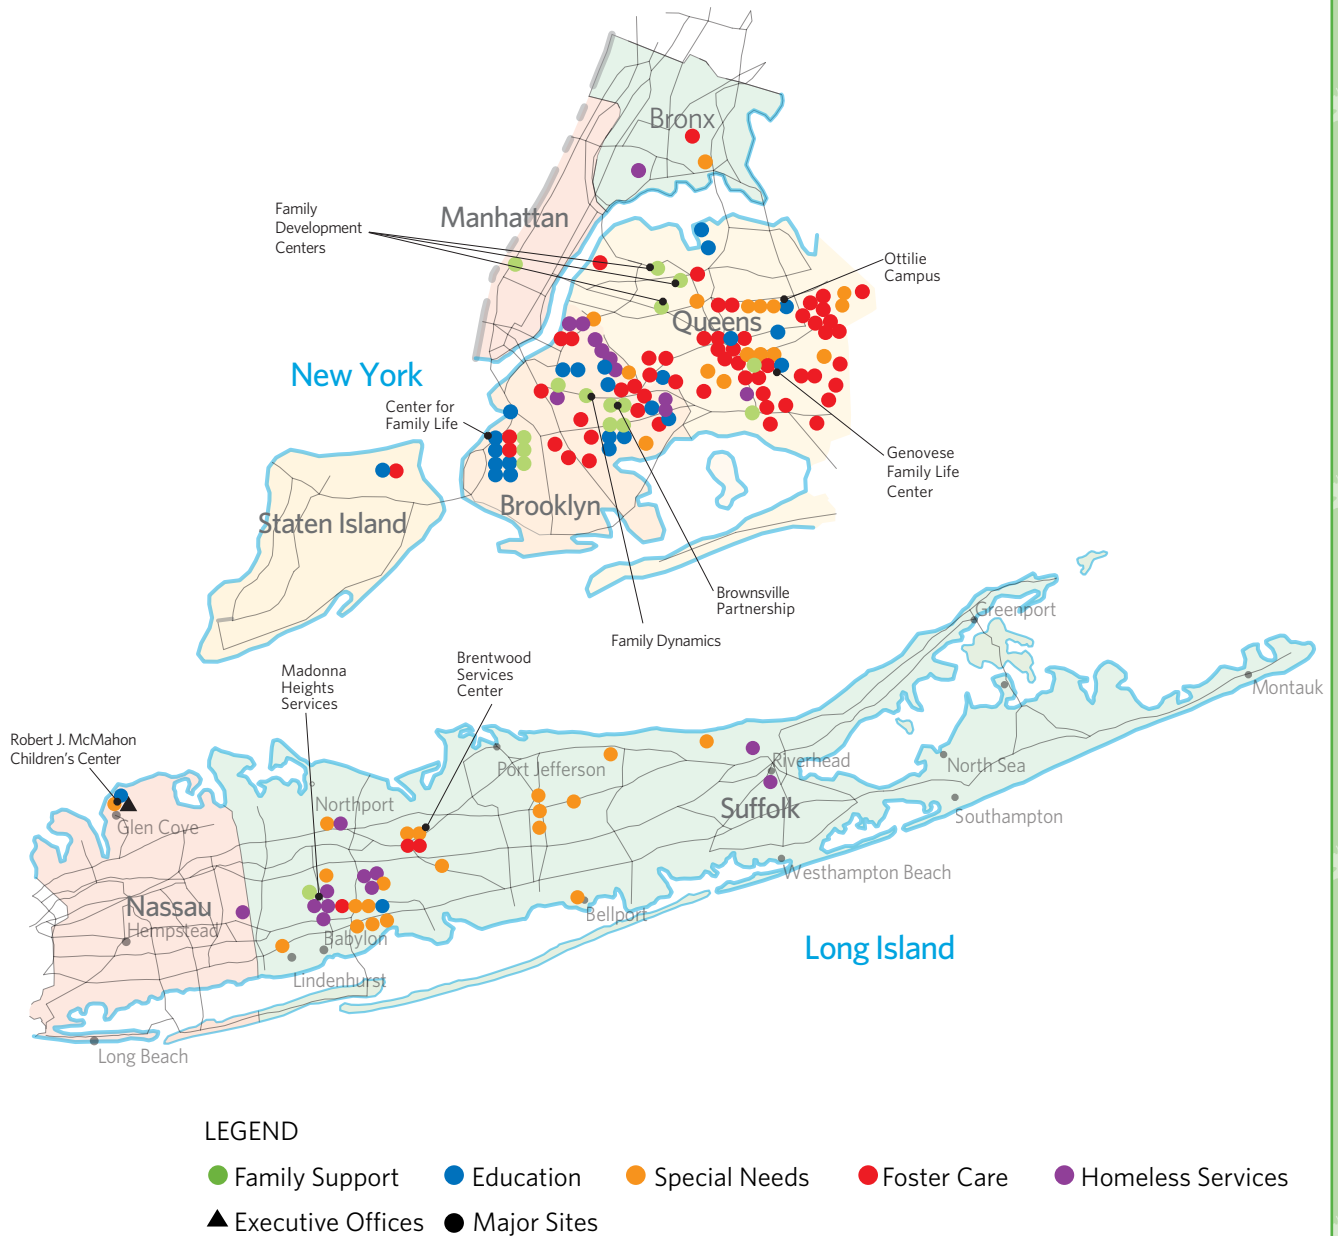 Bronx
Manhattan
Family
Development
Centers
Ottilie
Campus
Queens
New York
Center for
Family Life
Genovese
Family Life
Center
Staten Island
Brooklyn
Brownsville
Partnership
Family Dynamics
Greenport
Madonna
Heights
Services
Brentwood
Services
Center
Montauk
Robert J. McMahon
Children's Center
Port Jefferson
Riverhead
North Sea
Northport
Suffolk
Glen Cove
Southampton
Westhampton Beach
Nassau
Hempstead
Bellport
Babylon
Long Island
Lindenhurst
Long Beach
LEGEND
Family Support
Education
Special Needs
Foster Care
Homeless Services
Executive Offices
Major Sites